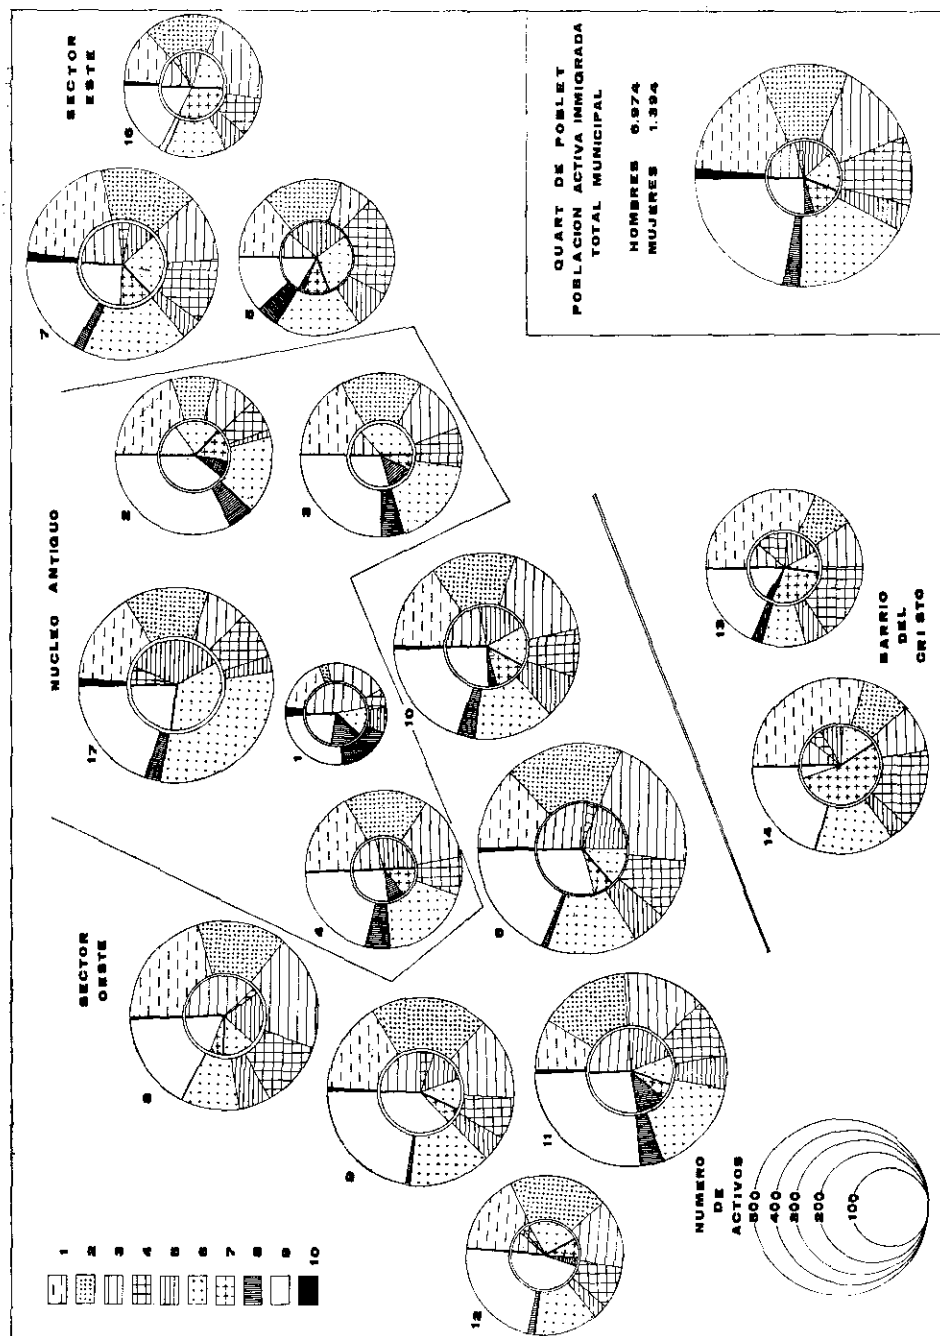 1
2
3
4
5
6
7
8
9
10
SECTOR
OESTE
8
9
12
11
NUCLEO ANTIGUO
17
1
4
2
3
6
10
SECTOR
ESTE
7
16
5
BARRIO
DEL
CRISTO
14
13
NUMERO
DE
ACTIVOS
500
400
300
200
100
QUART DE POBLET
POBLACION ACTIVA INMIGRADA
TOTAL MUNICIPAL
HOMBRES 6.974
MUJERES 1.394